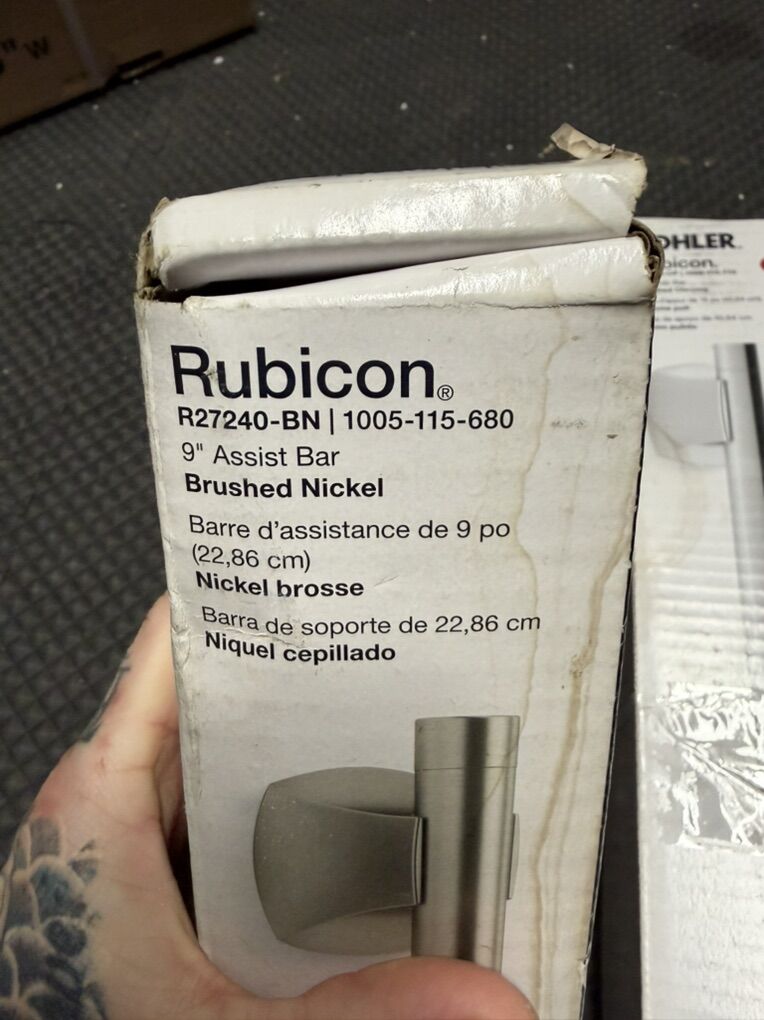 Rubicon®
R27240-BN | 1005-115-680
9" Assist Bar
Brushed Nickel
Barre d'assistance de 9 po
(22,86 cm)
Nickel brosse
Barra de soporte de 22,86 cm
Niquel cepillado
OHLER
bicon.
W